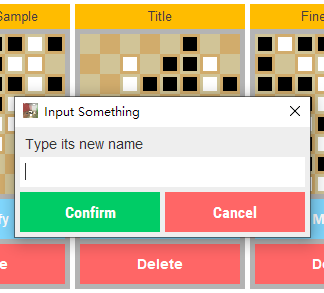 Sample
Title
Fine
Input Something
Type its new name
Confirm
Cancel
Delete